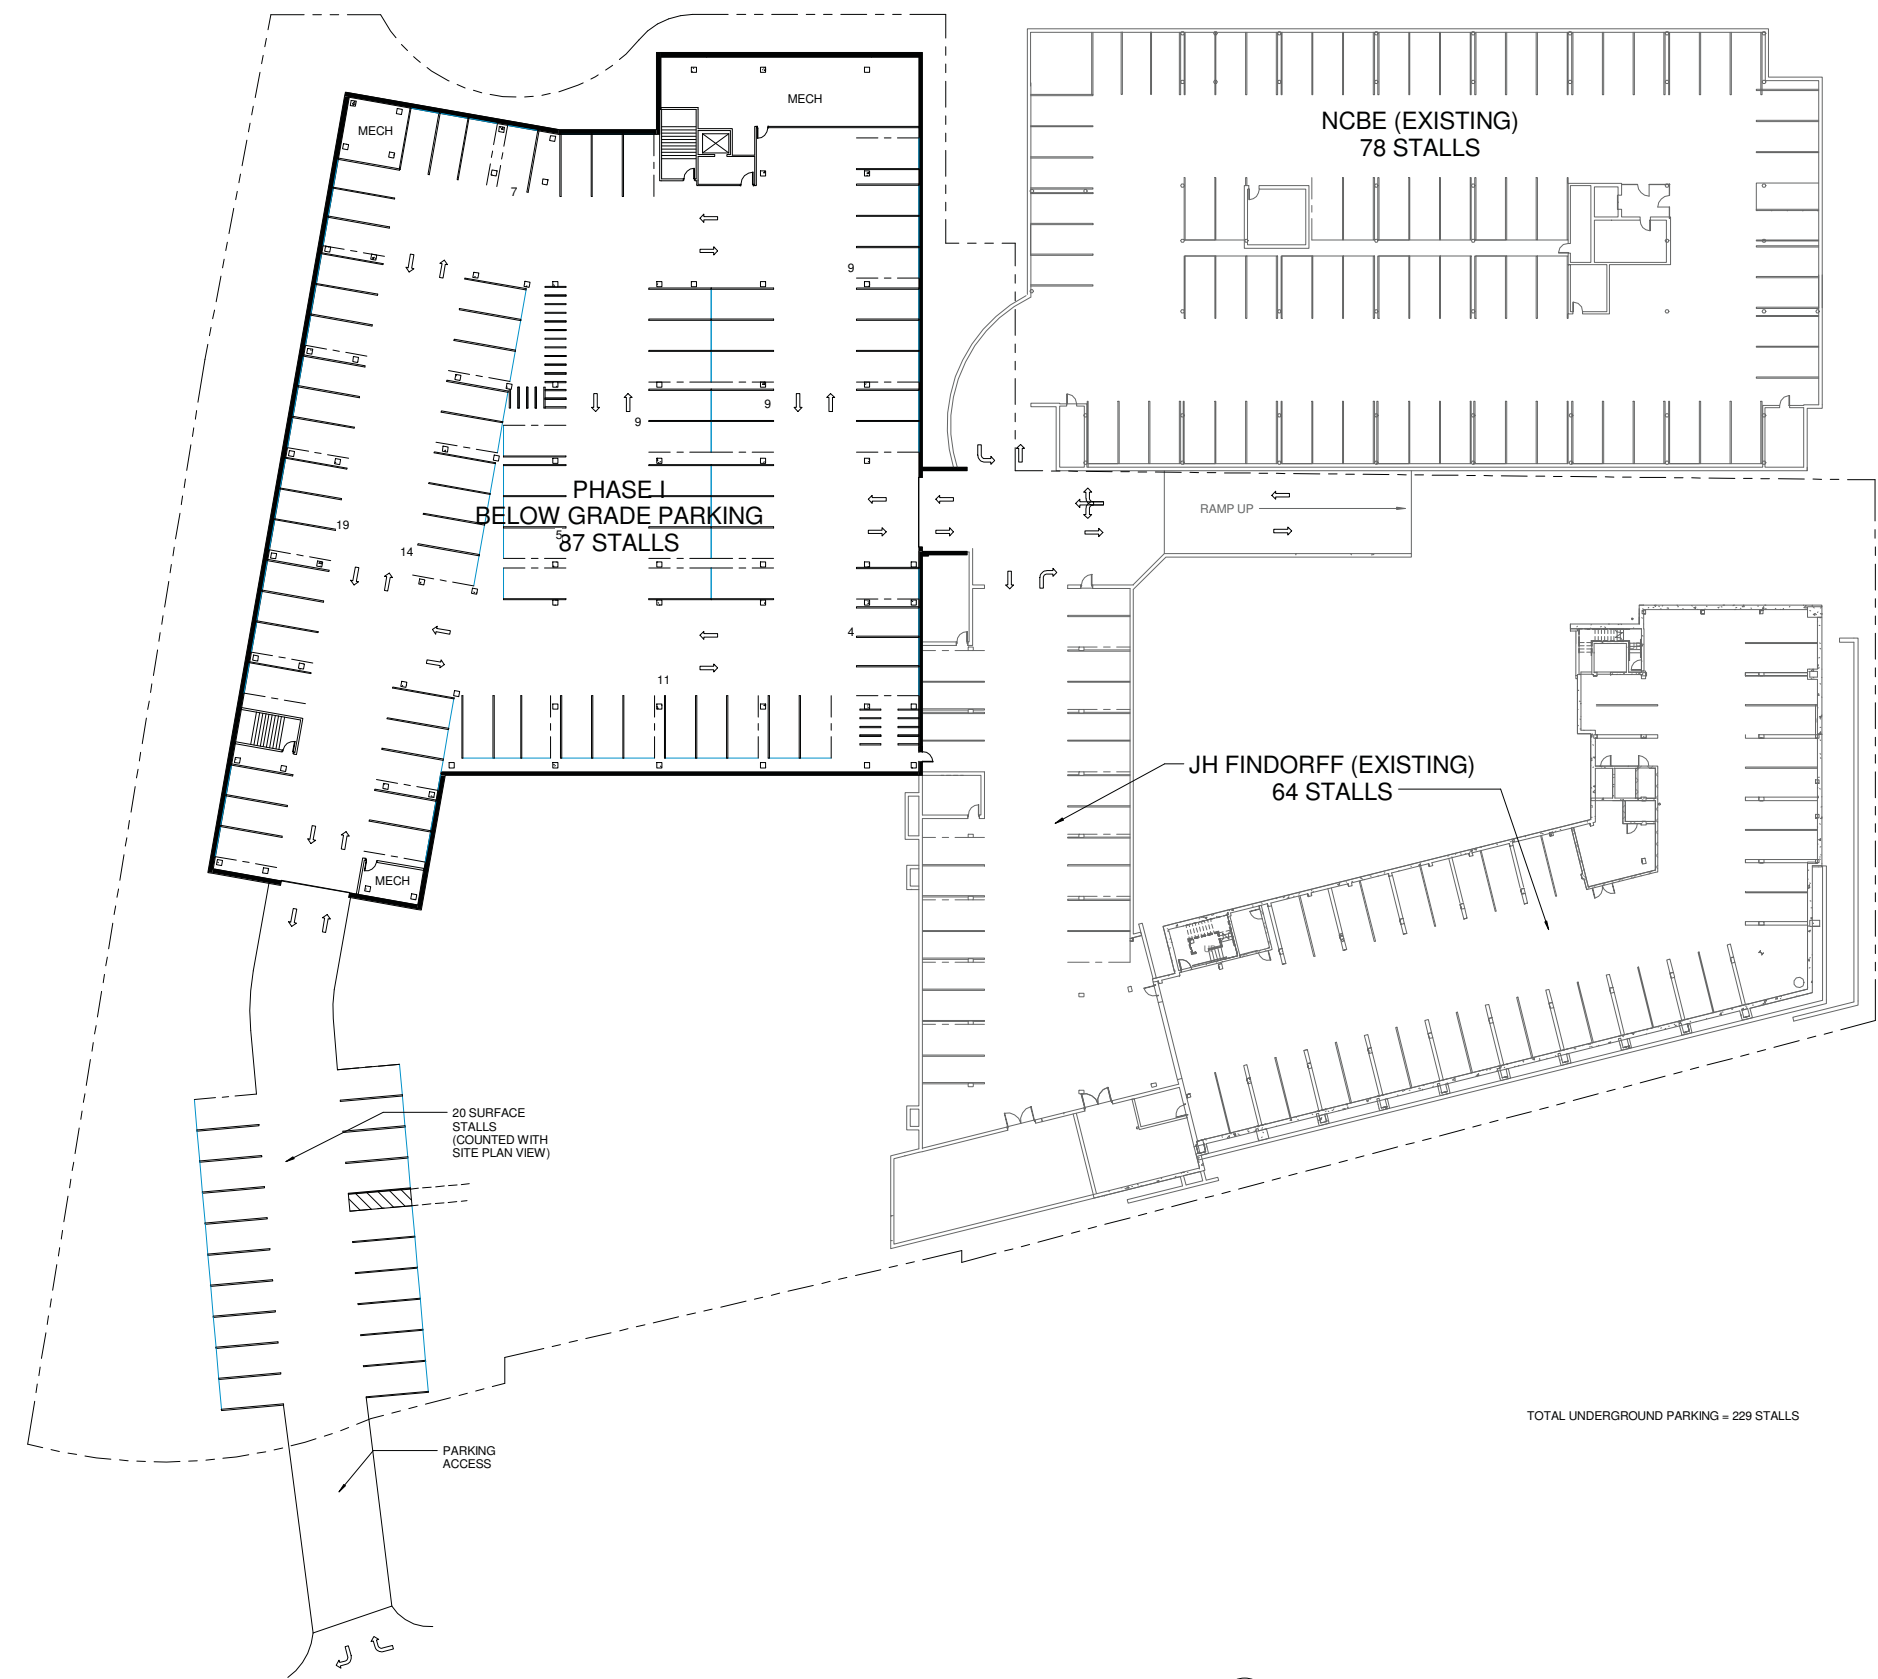 MECH
MECH
NCBE (EXISTING)
78 STALLS
7
9
9
9
PHASE I
BELOW GRADE PARKING
87 STALLS
5
19
14
RAMP UP
4
11
JH FINDORFF (EXISTING)
64 STALLS
MECH
20 SURFACE
STALLS
(COUNTED WITH
SITE PLAN VIEW)
TOTAL UNDERGROUND PARKING = 229 STALLS
PARKING
ACCESS